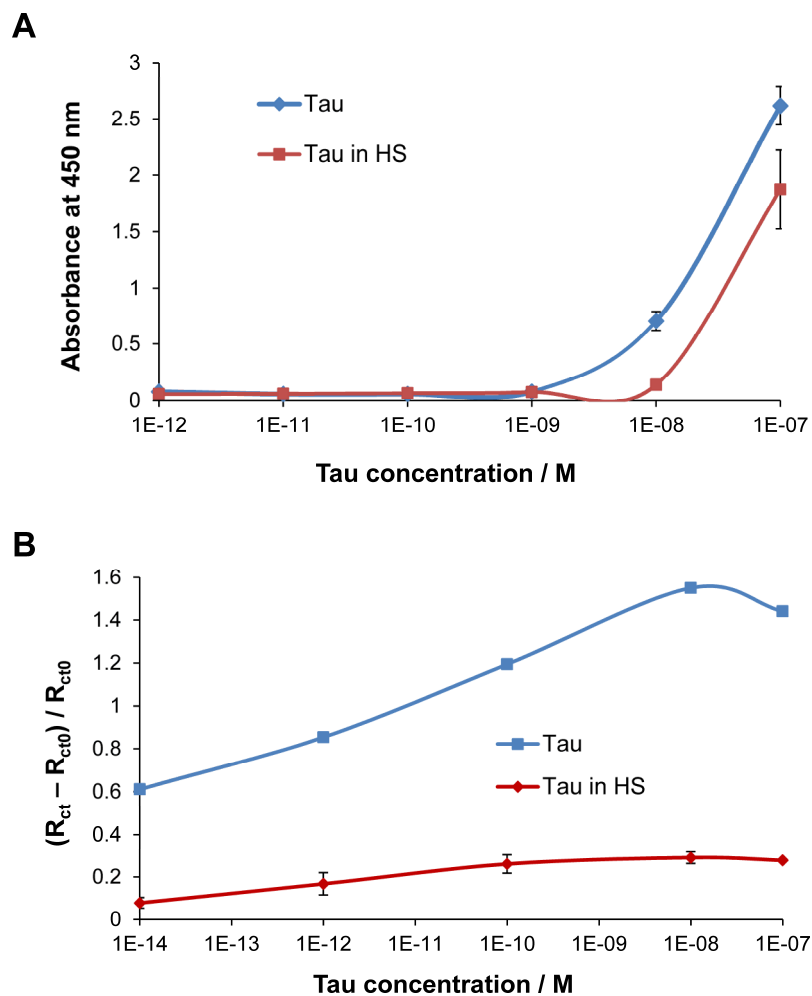 A
3
2.5
2
1.5
1
0.5
0
Absorbance at 450 nm
Tau
Tau in HS
1E-12 1E-11 1E-10 1E-09 1E-08 1E-07
Tau concentration / M
B
1.6
1.4
1.2
1
0.8
0.6
0.4
0.2
0
(Rct – Rct0) / Rct0
Tau
Tau in HS
1E-14 1E-13 1E-12 1E-11 1E-10 1E-09 1E-08 1E-07
Tau concentration / M